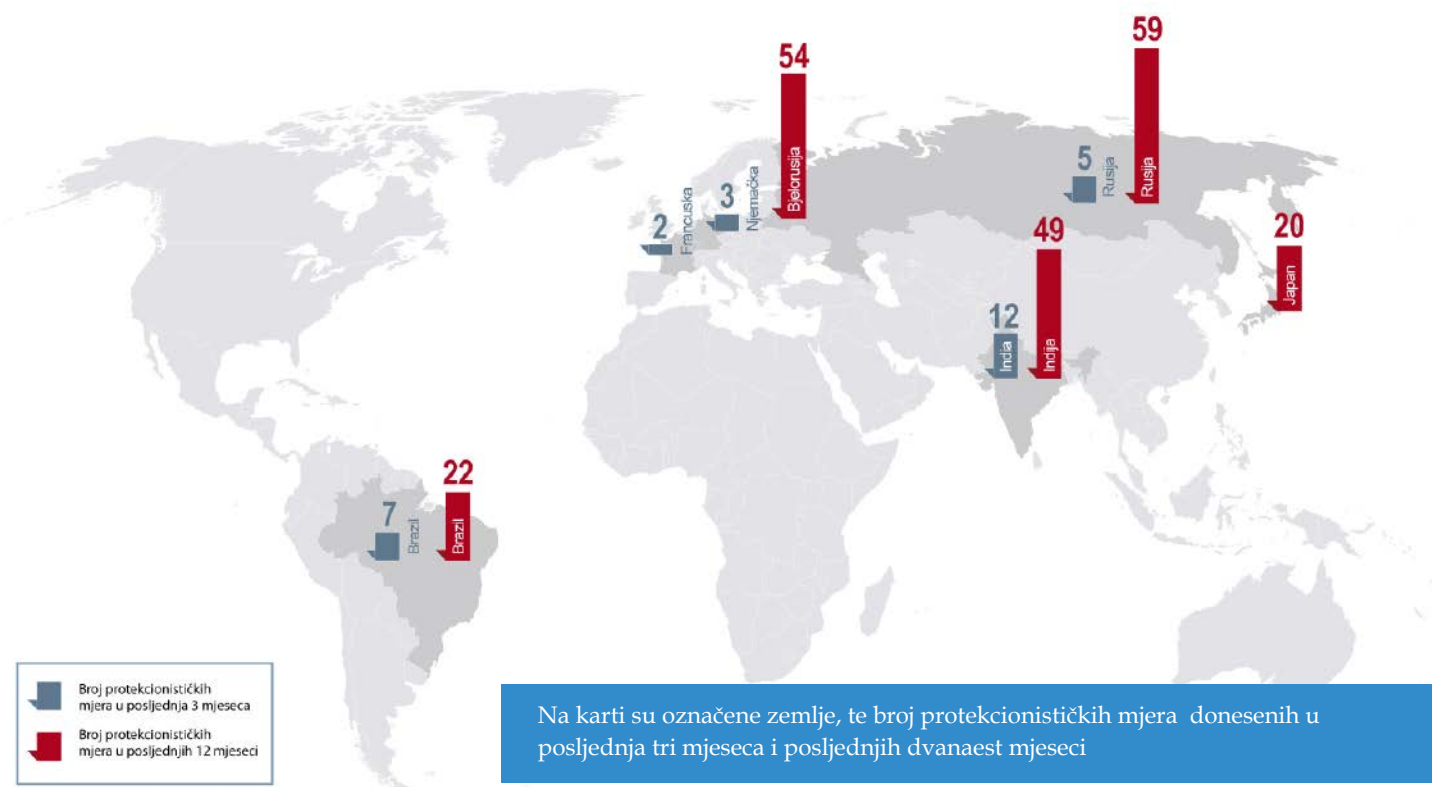 59
54
5
Rusija
Rusija
Bjelorusija
3
Njemačka
2
Francuska
49
20
Japan
12
India
Indija
22
7
Brazil
Brazil
Broj protekcionističkih
mjera u posljednja 3 mjeseca
Broj protekcionističkih
mjera u posljednjih 12 mjeseci
Na karti su označene zemlje, te broj protekcionističkih mjera donesenih u
posljednja tri mjeseca i posljednjih dvanaest mjeseci